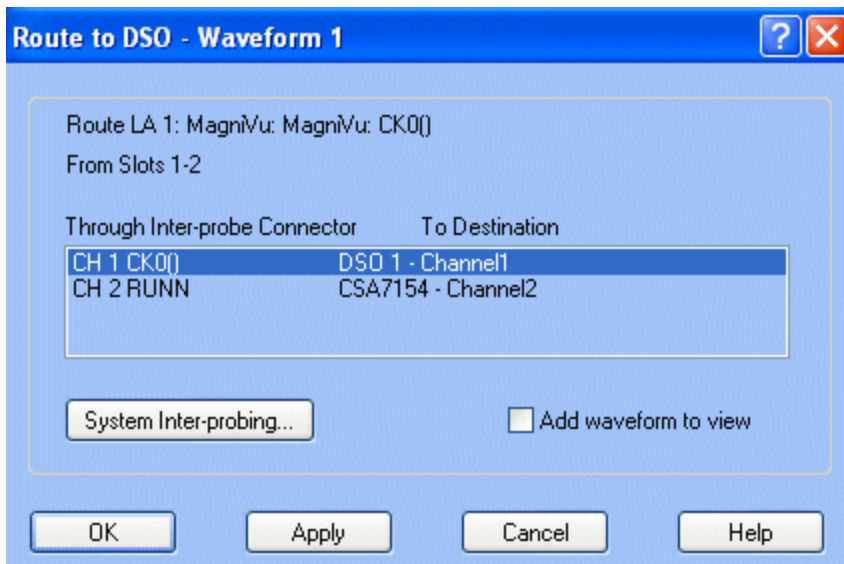 Route to DSO - Waveform 1
Route LA 1: MagniVu: MagniVu: CK0()
From Slots 1-2
Through Inter-probe Connector To Destination
CH 1 CK0() DSO 1 - Channel1
CH 2 RUNN CSA7154 - Channel2
System Inter-probing... Add waveform to view
OK Apply Cancel Help